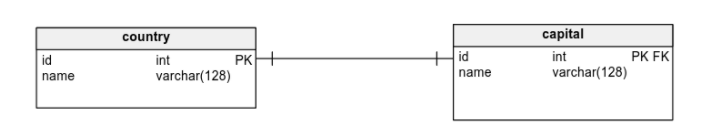 country
id int PK
name varchar(128)
capital
id int PK FK
name varchar(128)